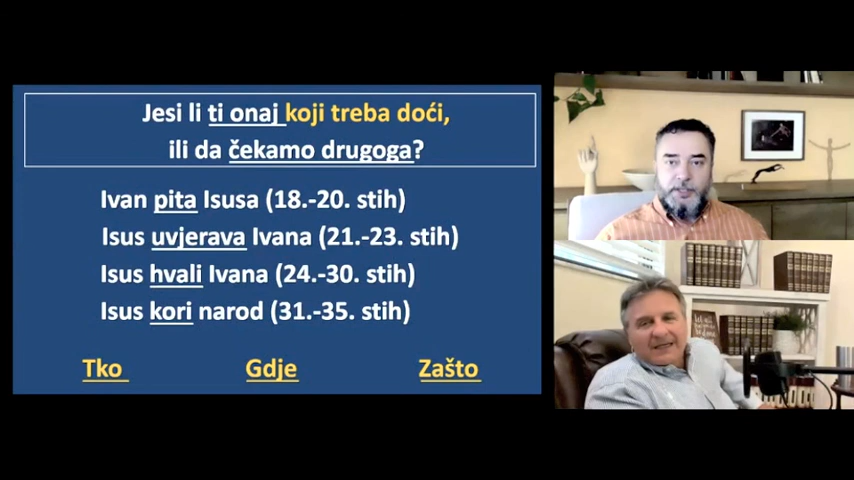 Jesi li ti onaj koji treba doći,
ili da čekamo drugoga?
Ivan pita Isusa (18.-20. stih)
Isus uvjerava Ivana (21.-23. stih)
Isus hvali Ivana (24.-30. stih)
Isus kori narod (31.-35. stih)
Tko Gdje Zašto